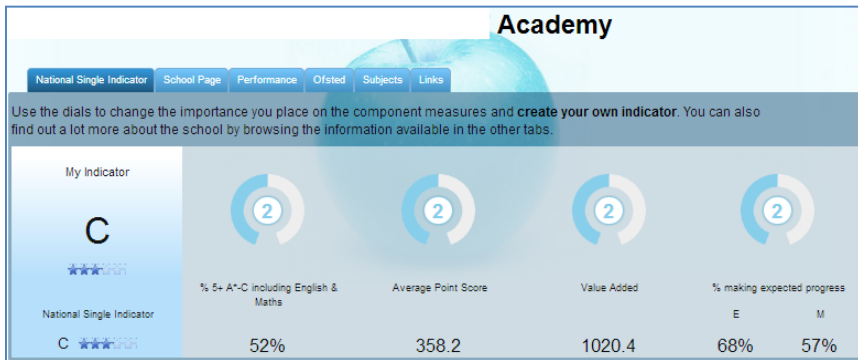 Academy
National Single Indicator School Page Performance Ofsted Subjects Links
Use the dials to change the importance you place on the component measures and create your own indicator. You can also
find out a lot more about the school by browsing the information available in the other tabs.
My Indicator
C
2 2 2 2
% 5+ A*-C including English &
Maths
Average Point Score
Value Added
% making expected progress
E M
National Single Indicator
C
52% 358.2 1020.4 68% 57%